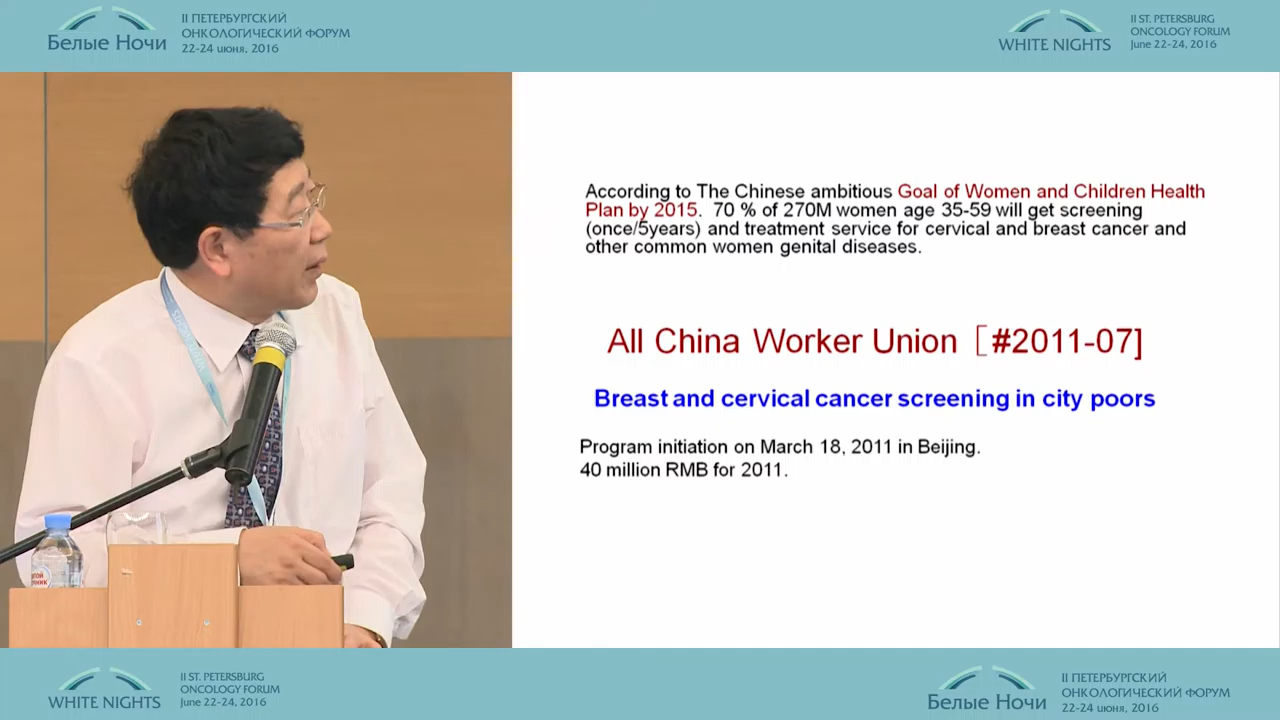 Белые Ночи
II ПЕТЕРБУРГСКИЙ
ОНКОЛОГИЧЕСКИЙ ФОРУМ
22-24 июня, 2016
WHITE NIGHTS
II ST. PETERSBURG
ONCOLOGY FORUM
June 22-24, 2016
According to The Chinese ambitious Goal of Women and Children Health
Plan by 2015. 70 % of 270M women age 35-59 will get screening
(once/5years) and treatment service for cervical and breast cancer and
other common women genital diseases.
All China Worker Union [#2011-07]
Breast and cervical cancer screening in city poors
Program initiation on March 18, 2011 in Beijing.
40 million RMB for 2011.
WHITE NIGHTS
II ST. PETERSBURG
ONCOLOGY FORUM
June 22-24, 2016
Белые Ночи
II ПЕТЕРБУРГСКИЙ
ОНКОЛОГИЧЕСКИЙ ФОРУМ
22-24 июня, 2016